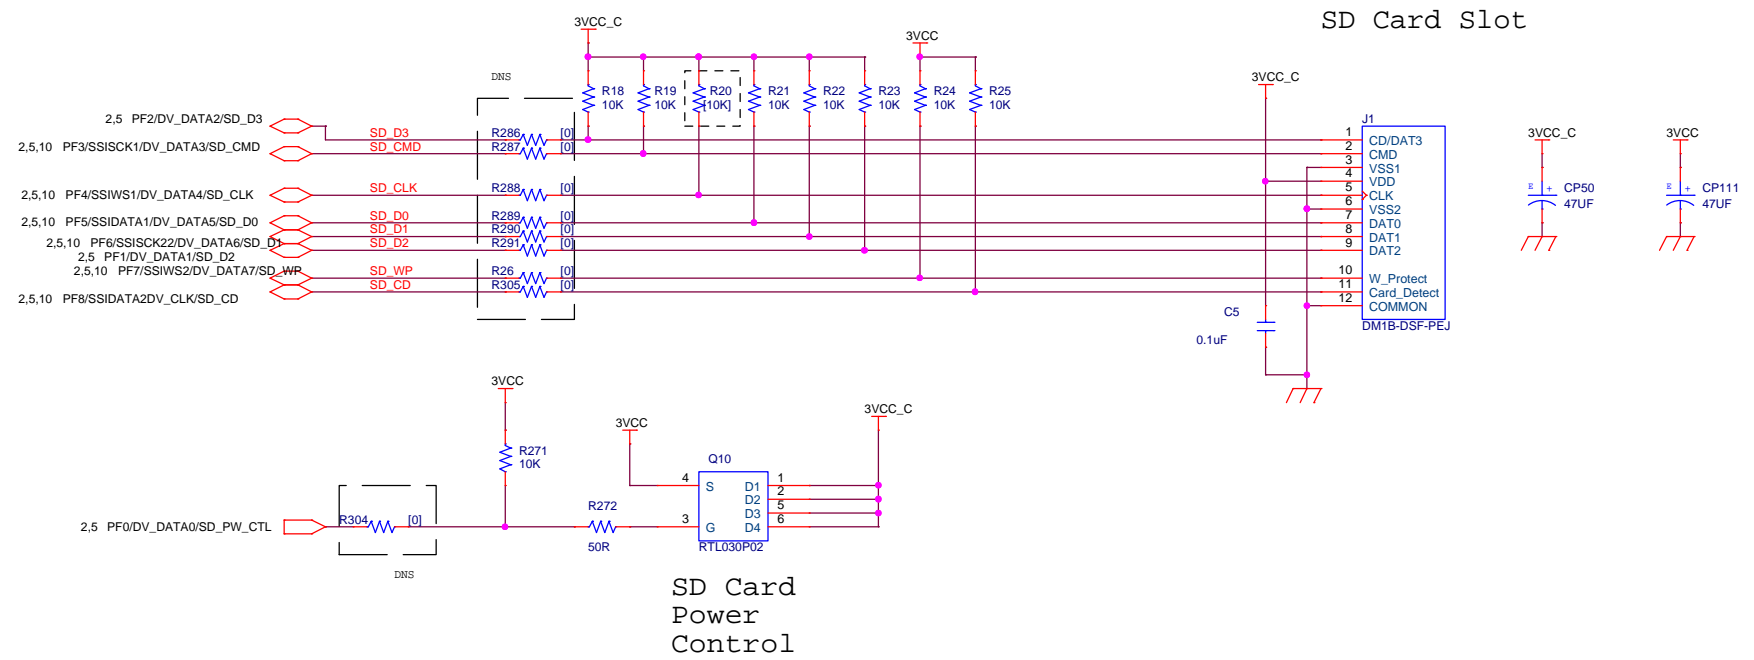 SD Card Slot
3VCC_C
3VCC
DNS
3VCC_C
R18 10K
R19 10K
R20 [10K]
R21 10K
R22 10K
R23 10K
R24 10K
R25 10K
J1
2,5 PF2/DV_DATA2/SD_D3
SD_D3
R286 [0]
1 CD/DAT3
2,5,10 PF3/SSISCK1/DV_DATA3/SD_CMD
SD_CMD
R287 [0]
2 CMD
3 VSS1
4 VDD
2,5,10 PF4/SSIWS1/DV_DATA4/SD_CLK
SD_CLK
R288 [0]
5 CLK
6 VSS2
2,5,10 PF5/SSIDATA1/DV_DATA5/SD_D0
SD_D0
R289 [0]
7 DAT0
2,5,10 PF6/SSISCK22/DV_DATA6/SD_D1
SD_D1
R290 [0]
8 DAT1
2,5 PF1/DV_DATA1/SD_D2
SD_D2
R291 [0]
9 DAT2
2,5,10 PF7/SSIWS2/DV_DATA7/SD_WP
SD_WP
R26 [0]
10 W_Protect
2,5,10 PF8/SSIDATA2DV_CLK/SD_CD
SD_CD
R305 [0]
11 Card_Detect
12 COMMON
DM1B-DSF-PEJ
C5
0.1uF
3VCC_C
E +
CP50
47UF
3VCC
E +
CP111
47UF
3VCC
R271
10K
3VCC
3VCC_C
Q10
4 S
3 G
D1 1
D2 2
D3 5
D4 6
RTL030P02
R272
50R
2,5 PF0/DV_DATA0/SD_PW_CTL
R304 [0]
DNS
SD Card
Power
Control